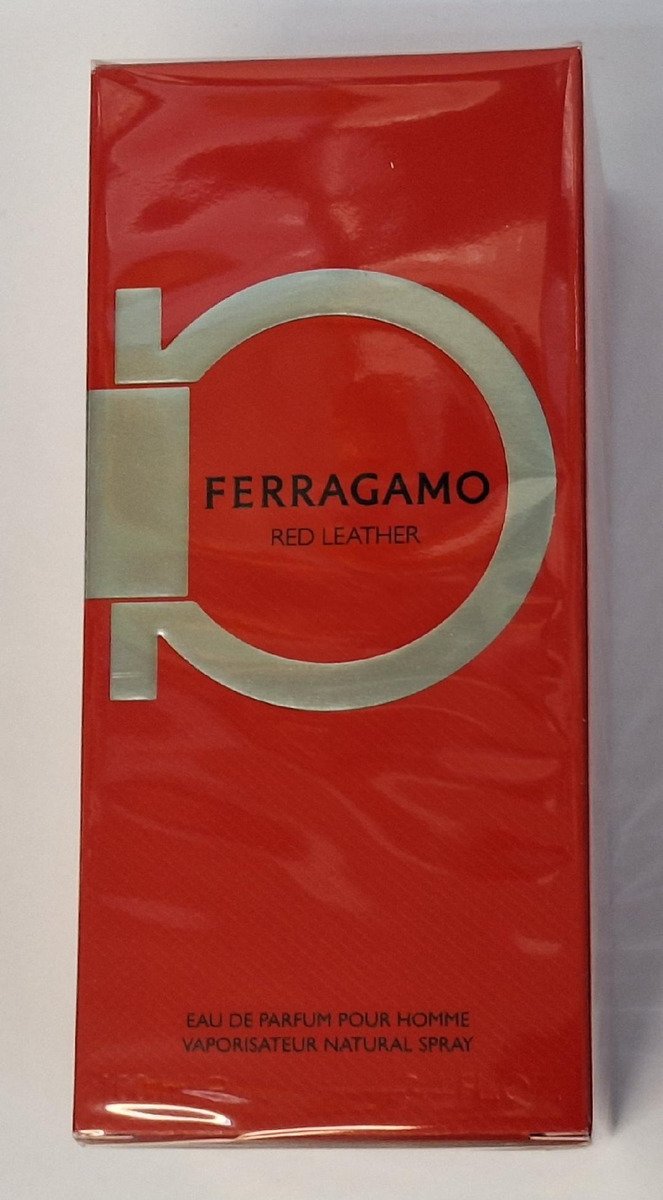 FERRAGAMO
RED LEATHER
EAU DE PARFUM POUR HOMME
VAPORISATEUR NATURAL SPRAY